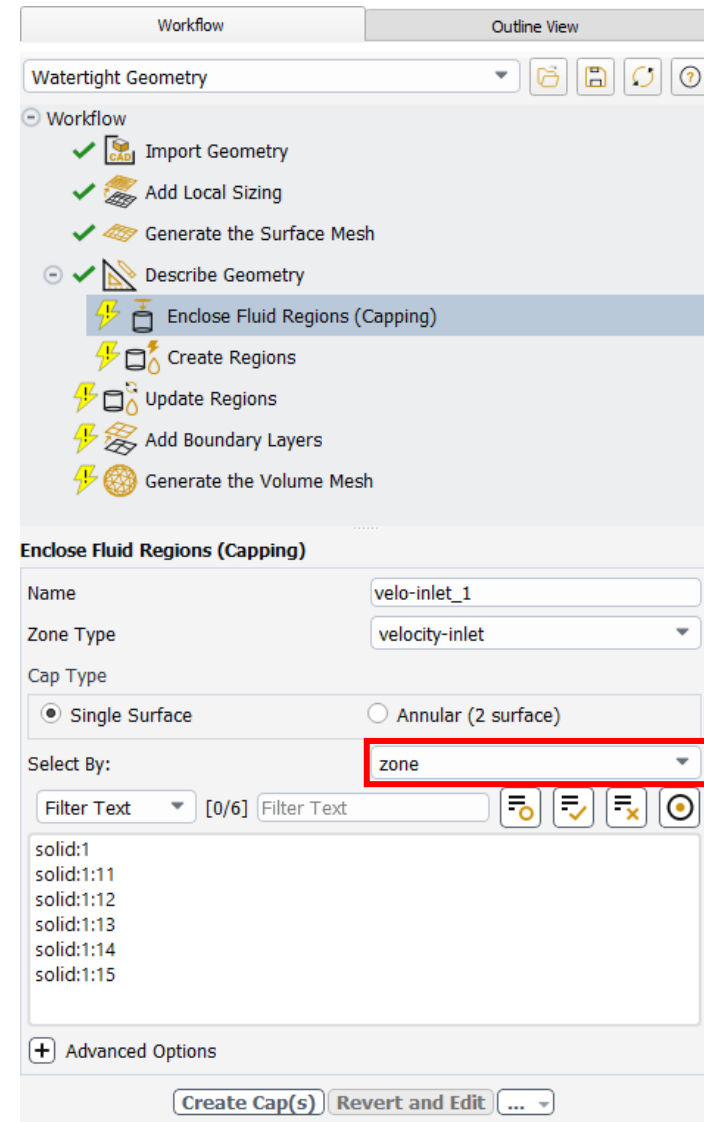 Workflow Outline View
Watertight Geometry
Workflow
CAD Import Geometry
Add Local Sizing
Generate the Surface Mesh
Describe Geometry
Enclose Fluid Regions (Capping)
Create Regions
Update Regions
Add Boundary Layers
Generate the Volume Mesh
Enclose Fluid Regions (Capping)
Name velo-inlet_1
Zone Type velocity-inlet
Cap Type
Single Surface Annular (2 surface)
Select By: zone
Filter Text [0/6] Filter Text
solid:1
solid:1:11
solid:1:12
solid:1:13
solid:1:14
solid:1:15
Advanced Options
Create Cap(s) Revert and Edit ...